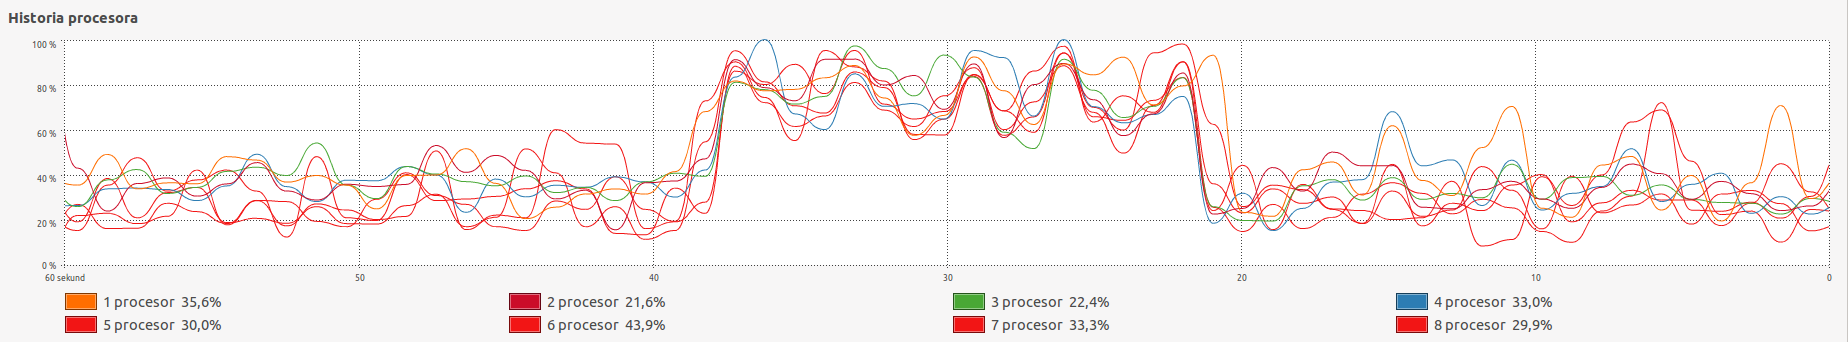 Historia procesora
100 %
80 %
60 %
40 %
20 %
0 %
60 sekund 50 40 30 20 10 0
1 procesor 35,6% 2 procesor 21,6% 3 procesor 22,4% 4 procesor 33,0%
5 procesor 30,0% 6 procesor 43,9% 7 procesor 33,3% 8 procesor 29,9%